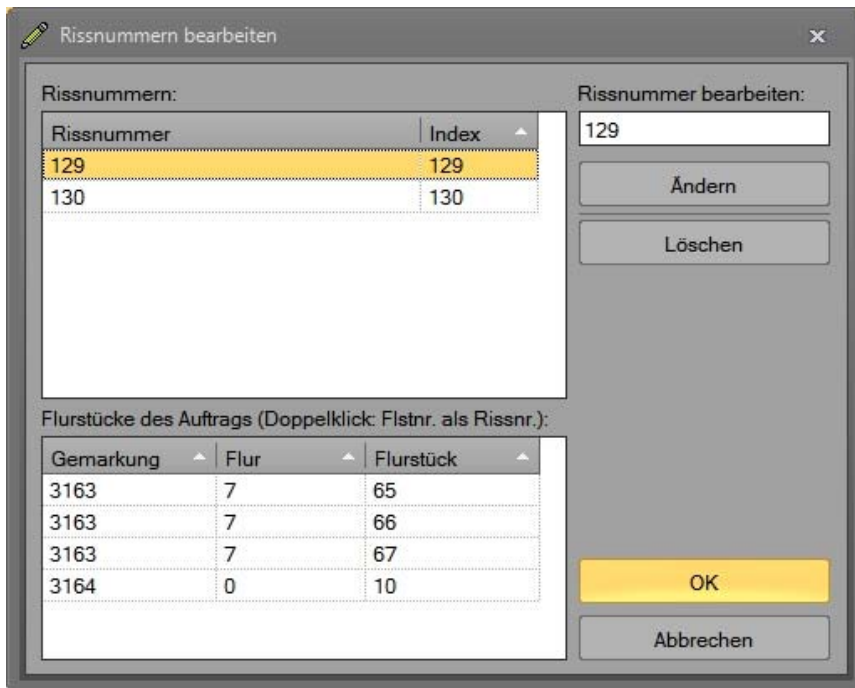 Rissnummern bearbeiten
Rissnummern:
Rissnummer Index
129 129
130 130
Rissnummer bearbeiten:
129
Ändern
Löschen
Flurstücke des Auftrags (Doppelklick: Flstnr. als Rissnr.):
Gemarkung Flur Flurstück
3163 7 65
3163 7 66
3163 7 67
3164 0 10
OK
Abbrechen